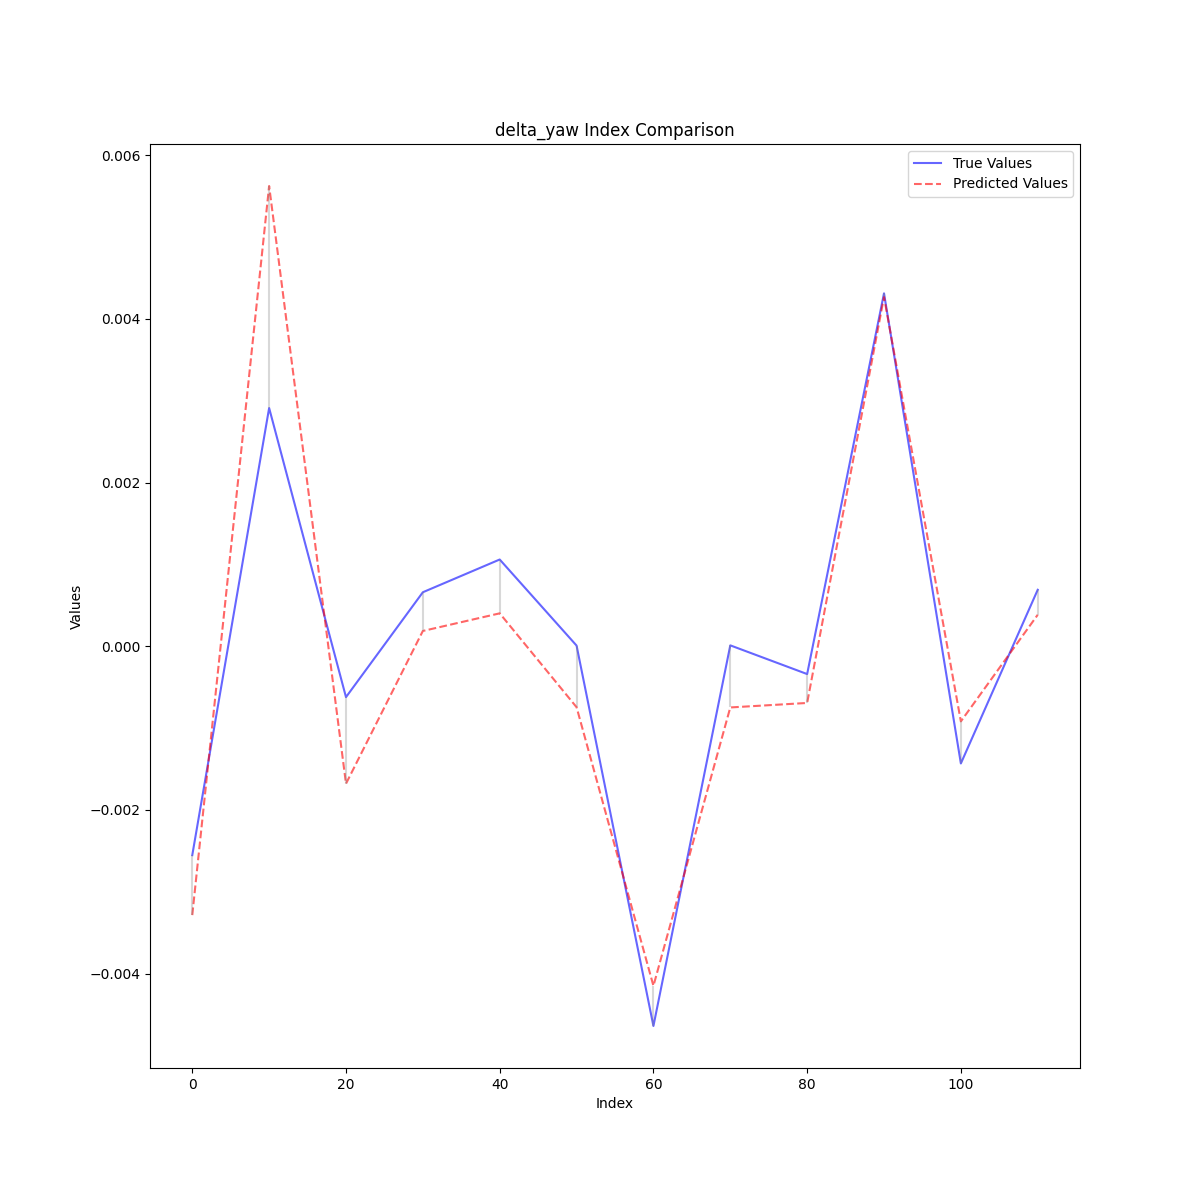 delta_yaw Index Comparison
True Values
Predicted Values
0.006
0.004
0.002
0.000
−0.002
−0.004
Values
0 20 40 60 80 100
Index